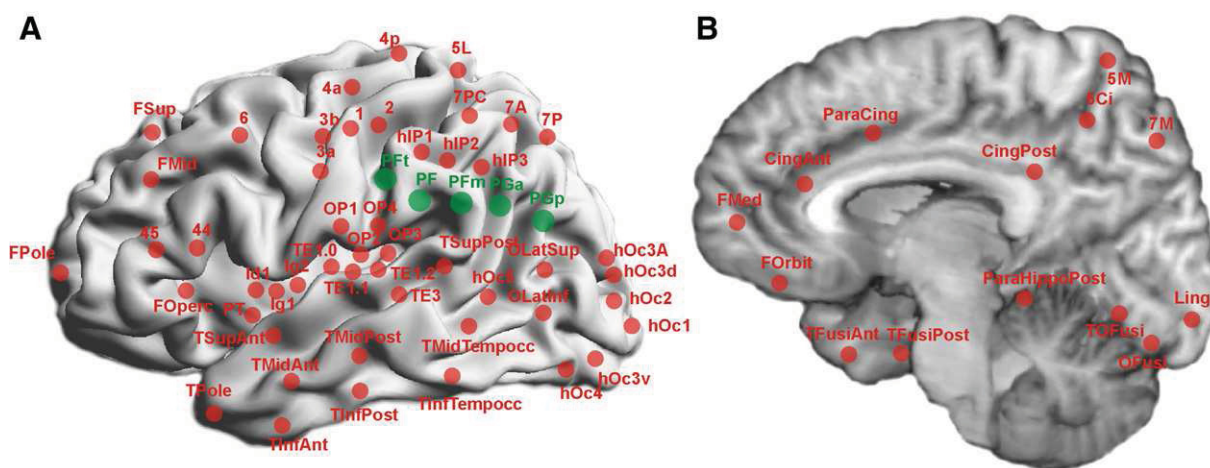 A
4p
5L
4a
FSup
6
3b
1
2
7PC
7A
7P
3a
hIP1
hIP2
hIP3
FMid
PFt
PF
PFm
PGa
PGp
OP1
OP4
45
44
OP2
OP3
TSupPost
OLatSup
hOc3A
FPole
TE1.0
hOc3d
Id1
Ig2
TE1.1
TE1.2
hOc5
FOperc
Ig1
TE3
OLatInf
hOc2
PT
hOc1
TSupAnt
TMidPost
TMidTempocc
TMidAnt
hOc3v
TPole
hOc4
TInfPost
TInfTempocc
TInfAnt
B
5M
5Ci
ParaCing
7M
CingAnt
CingPost
FMed
FOrbit
ParaHippoPost
Ling
TOFusi
TFusiAnt
TFusiPost
OFusi